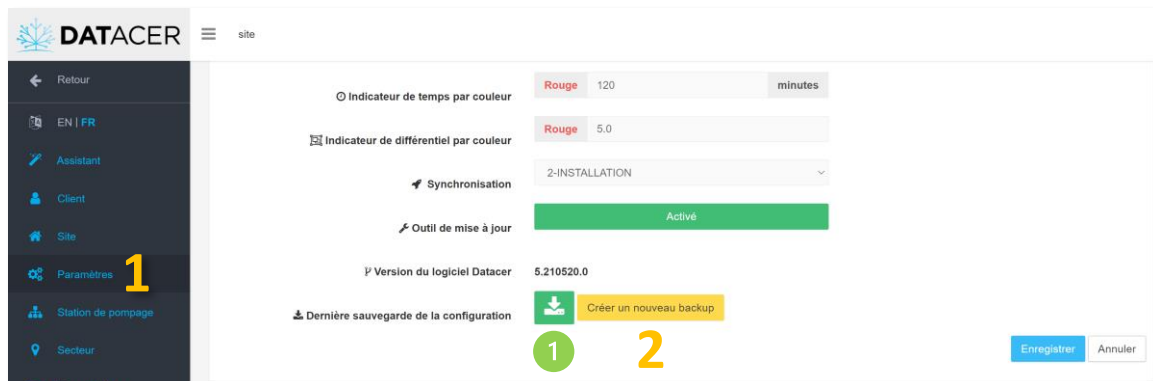 DATACER
site
Retour
EN | FR
Assistant
Client
Site
Paramètres 1
Station de pompage
Secteur
Indicateur de temps par couleur Rouge 120 minutes
Indicateur de différentiel par couleur Rouge 5.0
Synchronisation 2-INSTALLATION
Outil de mise à jour Activé
Version du logiciel Datacer 5.210520.0
Dernière sauvegarde de la configuration Créer un nouveau backup
1 2
Enregistrer Annuler